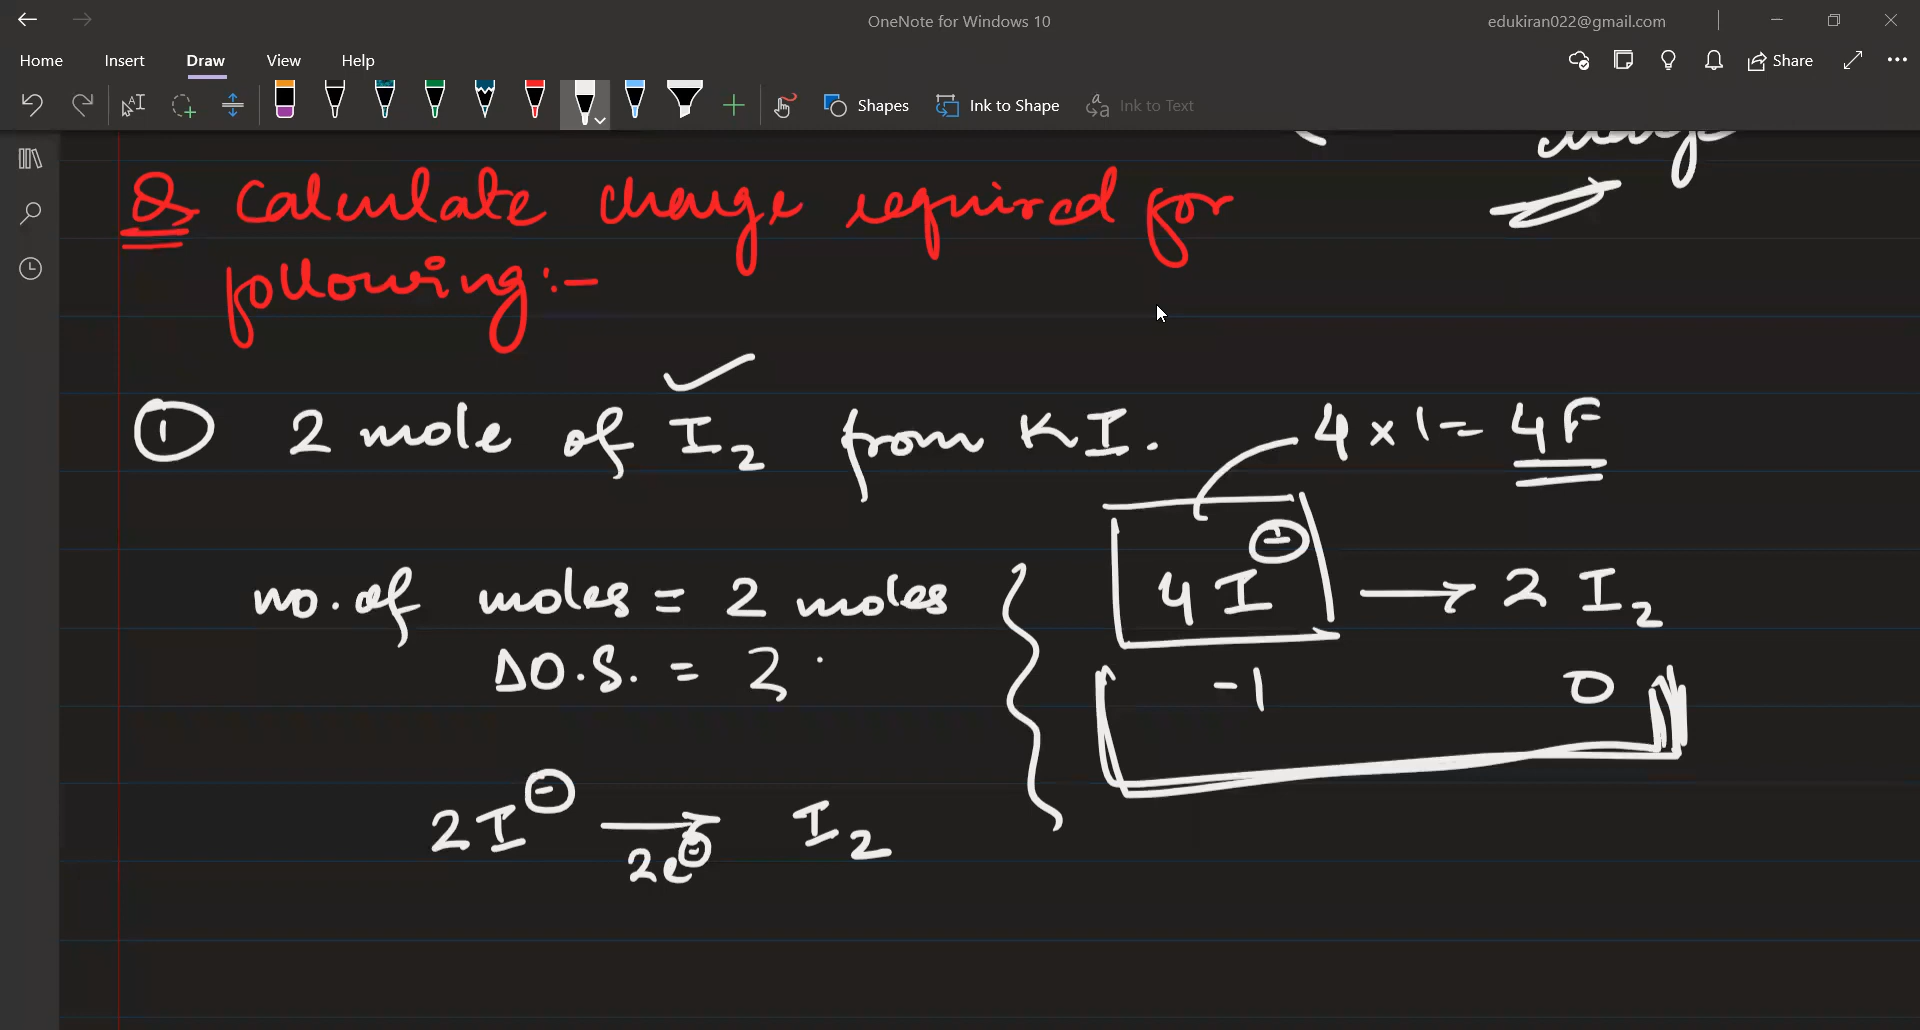 OneNote for Windows 10
edukiran022@gmail.com
Home Insert Draw View Help
Share
Shapes Ink to Shape Ink to Text
Q Calculate charge required for
following:-
① 2 mole of I₂ from KI.
4 x 1 = 4F
no. of moles = 2 moles
4 I⊖ → 2 I₂
ΔO.S. = 2
-1 0
2I⊖ → I₂
2e⊖